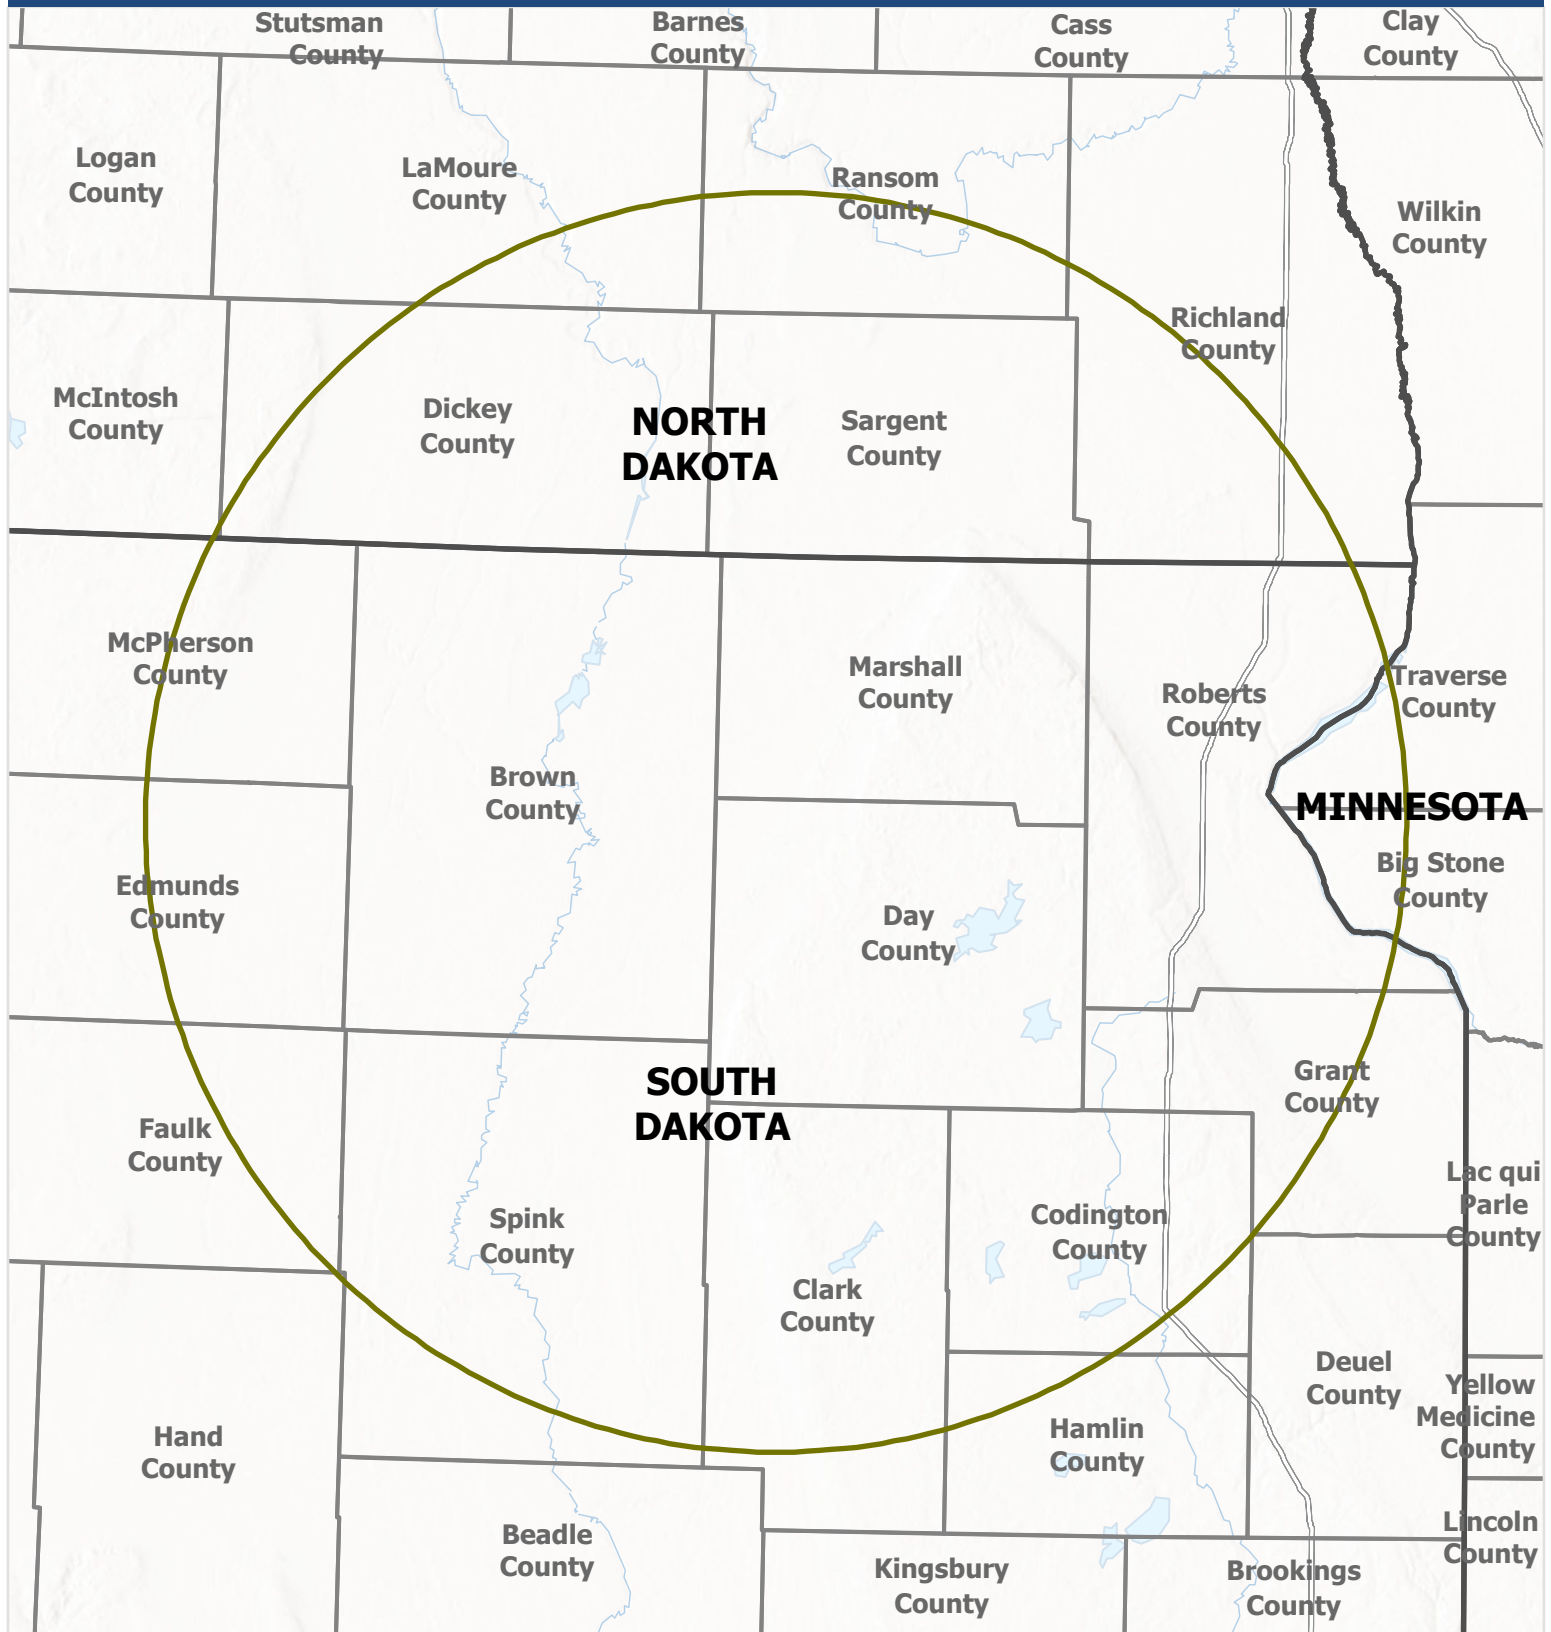 Stutsman
County
Barnes
County
Cass
County
Clay
County
Logan
County
LaMoure
County
Ransom
County
Wilkin
County
Richland
County
McIntosh
County
Dickey
County
NORTH
DAKOTA
Sargent
County
McPherson
County
Marshall
County
Roberts
County
Traverse
County
Brown
County
MINNESOTA
Big Stone
County
Edmunds
County
Day
County
SOUTH
DAKOTA
Grant
County
Faulk
County
Lac qui
Parle
County
Spink
County
Codington
County
Clark
County
Deuel
County
Yellow
Medicine
County
Hand
County
Hamlin
County
Beadle
County
Lincoln
County
Kingsbury
County
Brookings
County